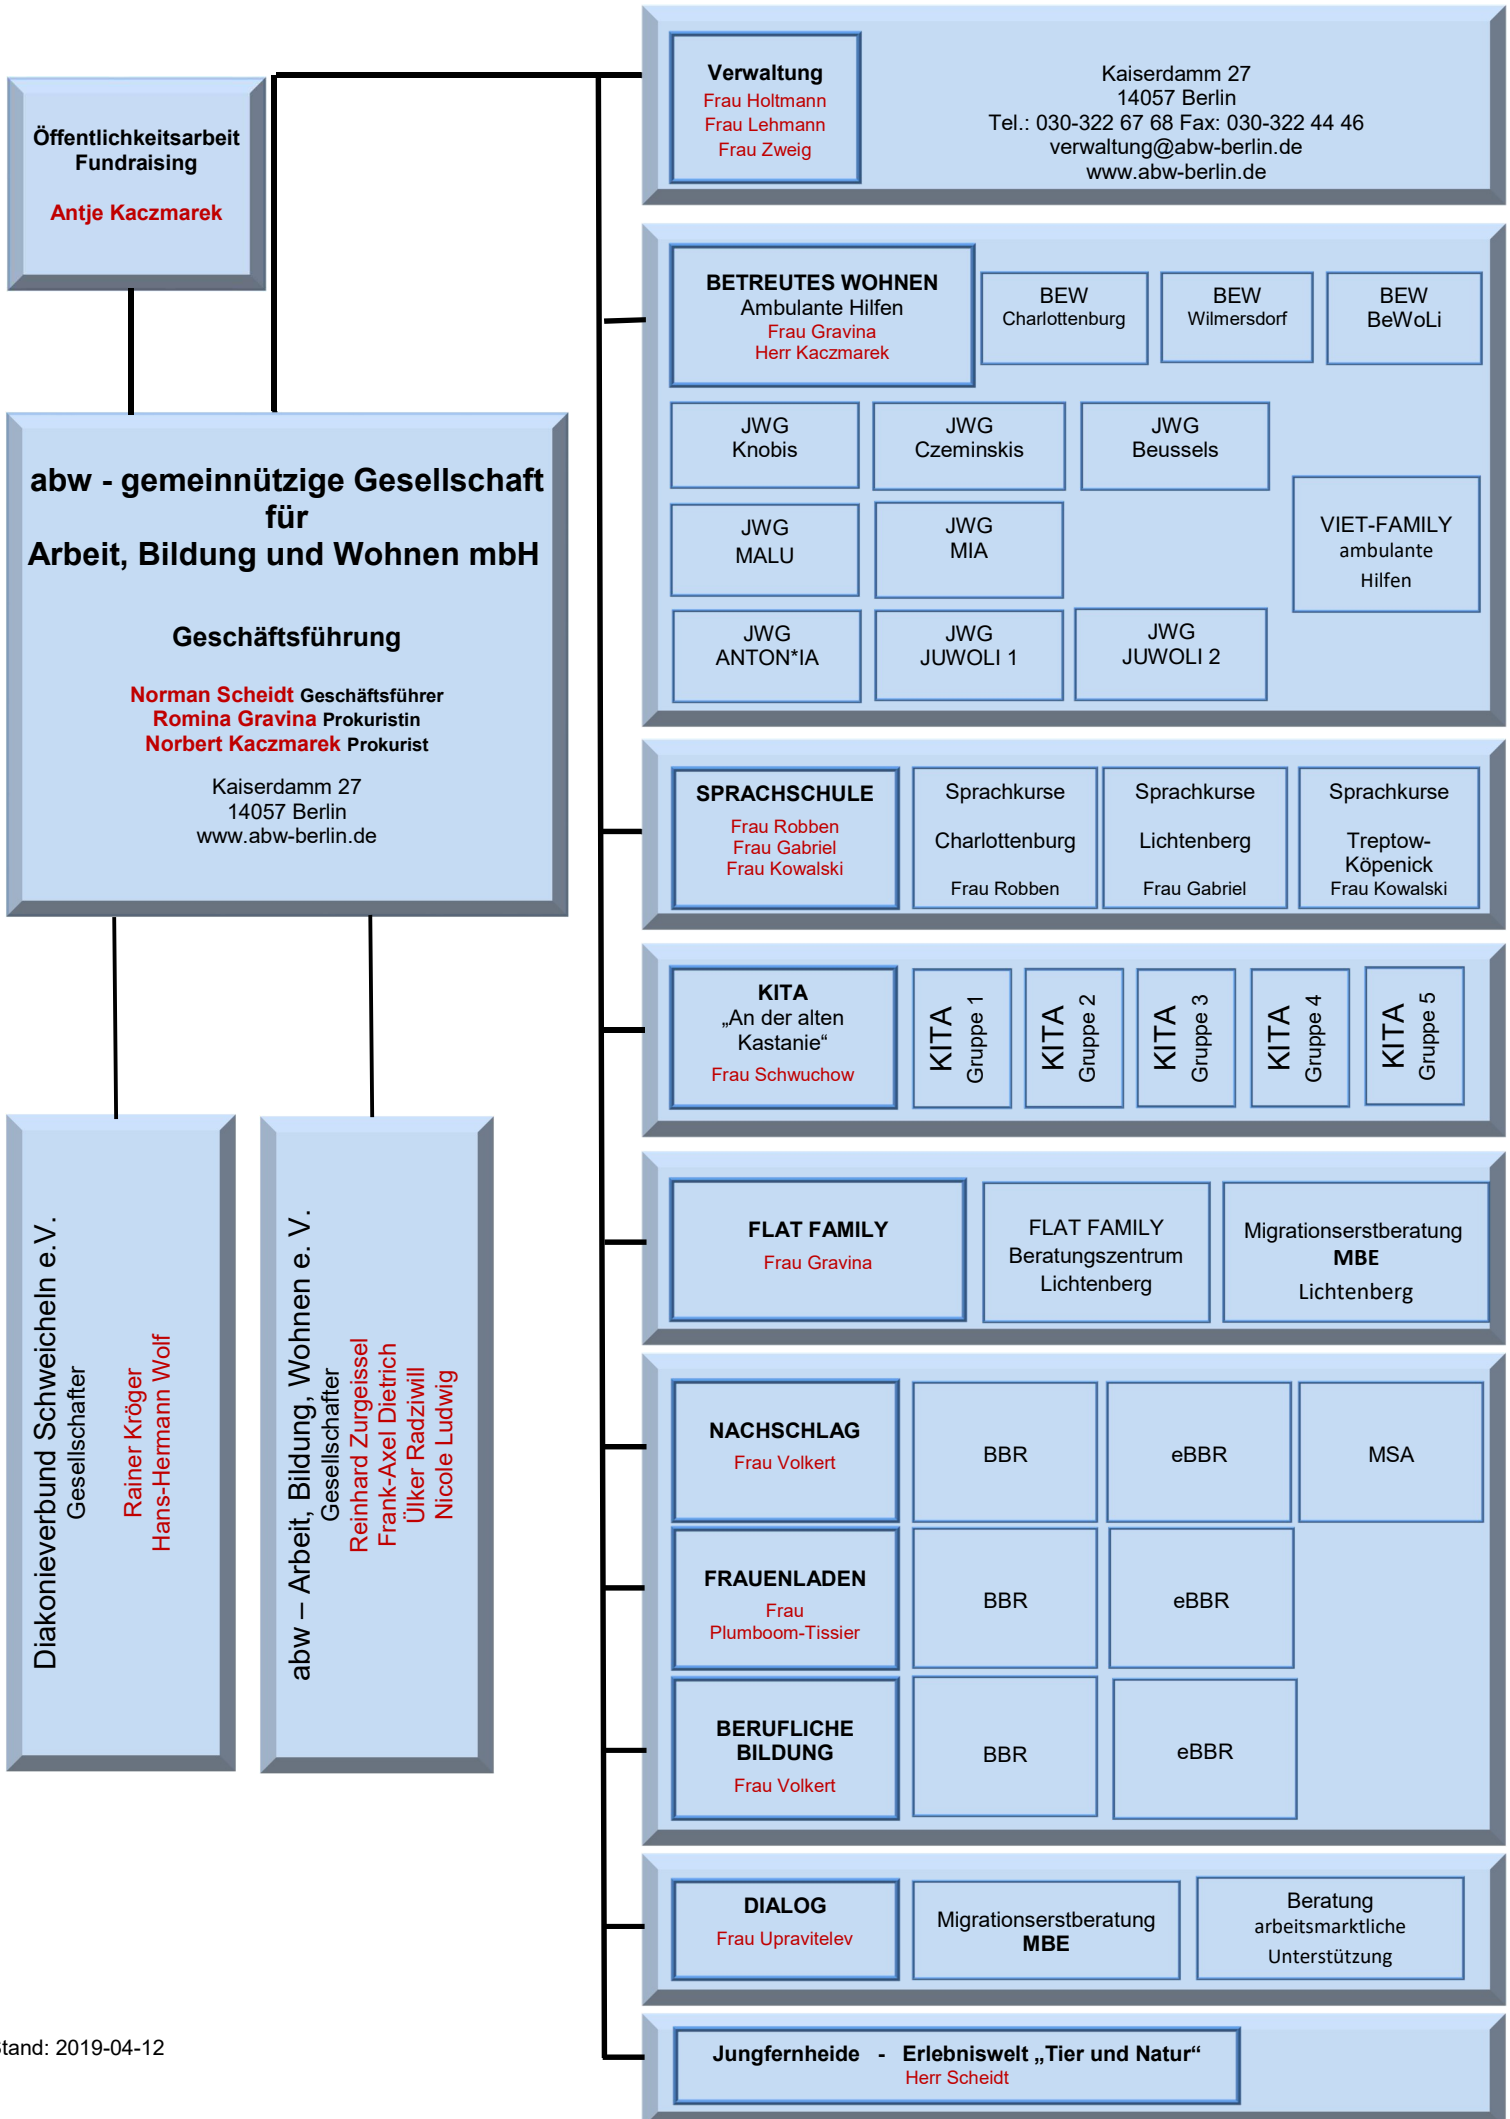 Öffentlichkeitsarbeit
Fundraising
Antje Kaczmarek
abw - gemeinnützige Gesellschaft
für
Arbeit, Bildung und Wohnen mbH
Geschäftsführung
Norman Scheidt Geschäftsführer
Romina Gravina Prokuristin
Norbert Kaczmarek Prokurist
Kaiserdamm 27
14057 Berlin
www.abw-berlin.de
Diakonieverbund Schweicheln e.V.
Gesellschafter
Rainer Kröger
Hans-Hermann Wolf
abw – Arbeit, Bildung, Wohnen e. V.
Gesellschafter
Reinhard Zurgeissel
Frank-Axel Dietrich
Ülker Radziwill
Nicole Ludwig
Verwaltung
Frau Holtmann
Frau Lehmann
Frau Zweig
Kaiserdamm 27
14057 Berlin
Tel.: 030-322 67 68 Fax: 030-322 44 46
verwaltung@abw-berlin.de
www.abw-berlin.de
BETREUTES WOHNEN
Ambulante Hilfen
Frau Gravina
Herr Kaczmarek
BEW
Charlottenburg
BEW
Wilmersdorf
BEW
BeWoLi
JWG
Knobis
JWG
Czeminskis
JWG
Beussels
JWG
MALU
JWG
MIA
VIET-FAMILY
ambulante
Hilfen
JWG
ANTON*IA
JWG
JUWOLI 1
JWG
JUWOLI 2
SPRACHSCHULE
Frau Robben
Frau Gabriel
Frau Kowalski
Sprachkurse
Charlottenburg
Frau Robben
Sprachkurse
Lichtenberg
Frau Gabriel
Sprachkurse
Treptow-
Köpenick
Frau Kowalski
KITA
„An der alten
Kastanie“
Frau Schwuchow
KITA
Gruppe 1
KITA
Gruppe 2
KITA
Gruppe 3
KITA
Gruppe 4
KITA
Gruppe 5
FLAT FAMILY
Frau Gravina
FLAT FAMILY
Beratungszentrum
Lichtenberg
Migrationserstberatung
MBE
Lichtenberg
NACHSCHLAG
Frau Volkert
BBR
eBBR
MSA
FRAUENLADEN
Frau
Plumboom-Tissier
BBR
eBBR
BERUFLICHE
BILDUNG
Frau Volkert
BBR
eBBR
DIALOG
Frau Upravitelev
Migrationserstberatung
MBE
Beratung
arbeitsmarktliche
Unterstützung
Jungfernheide - Erlebniswelt „Tier und Natur“
Herr Scheidt
Stand: 2019-04-12